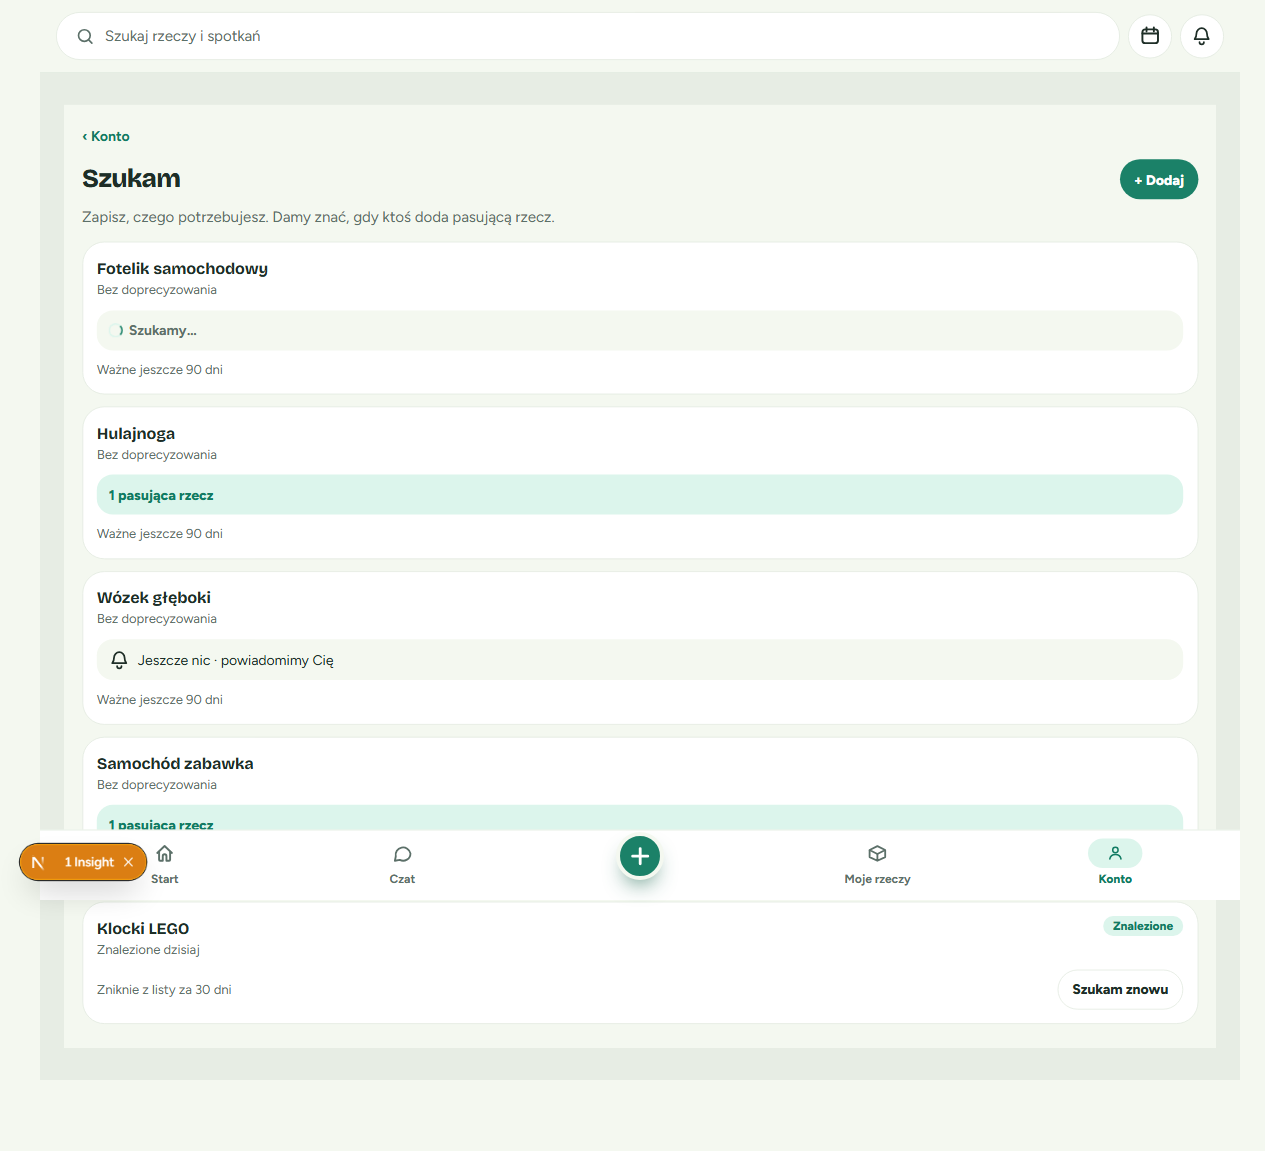 Szukaj rzeczy i spotkań
‹ Konto
Szukam
+ Dodaj
Zapisz, czego potrzebujesz. Damy znać, gdy ktoś doda pasującą rzecz.
Fotelik samochodowy
Bez doprecyzowania
Szukamy...
Ważne jeszcze 90 dni
Hulajnoga
Bez doprecyzowania
1 pasująca rzecz
Ważne jeszcze 90 dni
Wózek głęboki
Bez doprecyzowania
Jeszcze nic · powiadomimy Cię
Ważne jeszcze 90 dni
Samochód zabawka
Bez doprecyzowania
1 pasująca rzecz
N 1 Insight
Start
Czat
Moje rzeczy
Konto
Klocki LEGO
Znalezione
Znalezione dzisiaj
Zniknie z listy za 30 dni
Szukam znowu